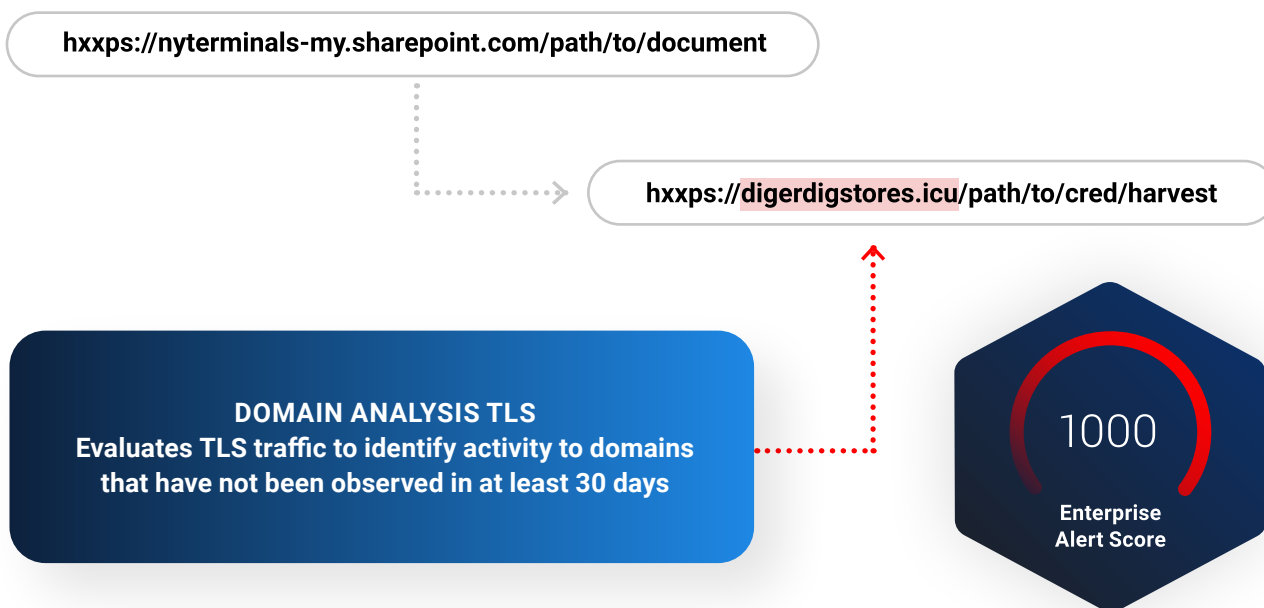 hxxps://nyterminals-my.sharepoint.com/path/to/document
hxxps://digerdigstores.icu/path/to/cred/harvest
DOMAIN ANALYSIS TLS
Evaluates TLS traffic to identify activity to domains
that have not been observed in at least 30 days
1000
Enterprise
Alert Score